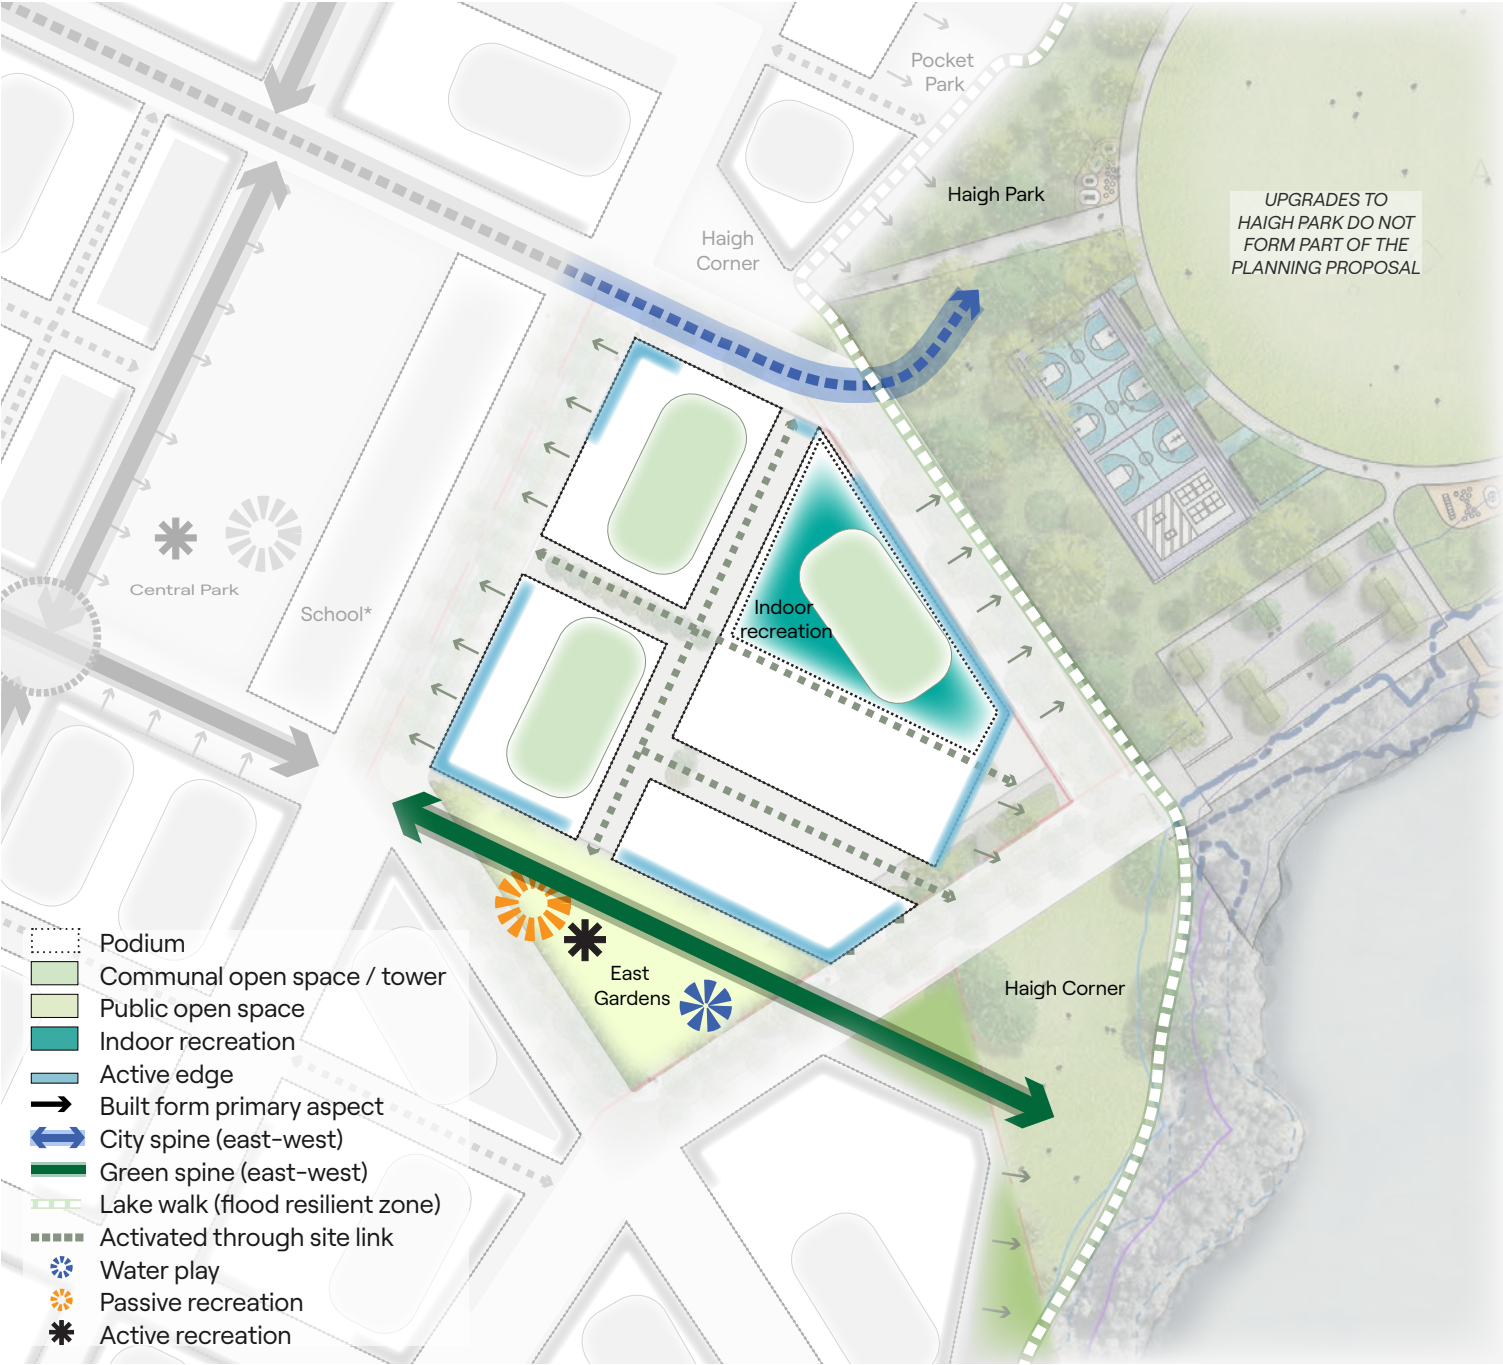 Pocket
Park
Haigh Park
UPGRADES TO
HAIGH PARK DO NOT
FORM PART OF THE
PLANNING PROPOSAL
Haigh
Corner
Central Park
School*
Indoor
recreation
East
Gardens
Haigh Corner
Podium
Communal open space / tower
Public open space
Indoor recreation
Active edge
Built form primary aspect
City spine (east-west)
Green spine (east-west)
Lake walk (flood resilient zone)
Activated through site link
Water play
Passive recreation
Active recreation